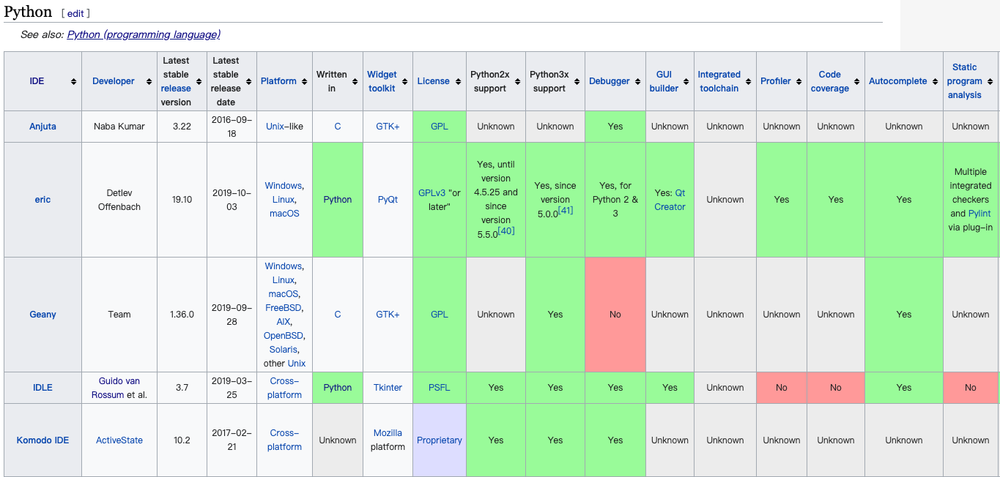 Python [ edit ]
See also: Python (programming language)
IDE
Developer
Latest
stable
release
version
Latest
stable
release
date
Platform
Written
in
Widget
toolkit
License
Python2x
support
Python3x
support
Debugger
GUI
builder
Integrated
toolchain
Profiler
Code
coverage
Autocomplete
Static
program
analysis
Anjuta
Naba Kumar
3.22
2016-09-
18
Unix-like
C
GTK+
GPL
Unknown
Unknown
Yes
Unknown
Unknown
Unknown
Unknown
Unknown
Unknown
eric
Detlev
Offenbach
19.10
2019-10-
03
Windows,
Linux,
macOS
Python
PyQt
GPLv3 "or
later"
Yes, until
version
4.5.25 and
since
version
5.5.0[40]
Yes, since
version
5.0.0[41]
Yes, for
Python 2 &
3
Yes: Qt
Creator
Unknown
Yes
Yes
Yes
Multiple
integrated
checkers
and Pylint
via plug-in
Geany
Team
1.36.0
2019-09-
28
Windows,
Linux,
macOS,
FreeBSD,
AIX,
OpenBSD,
Solaris,
other Unix
C
GTK+
GPL
Unknown
Yes
No
Unknown
Unknown
Unknown
Unknown
Yes
Unknown
IDLE
Guido van
Rossum et al.
3.7
2019-03-
25
Cross-
platform
Python
Tkinter
PSFL
Yes
Yes
Yes
Yes
Unknown
No
No
Yes
No
Komodo IDE
ActiveState
10.2
2017-02-
21
Cross-
platform
Unknown
Mozilla
platform
Proprietary
Yes
Yes
Yes
Unknown
Unknown
Unknown
Unknown
Unknown
Unknown